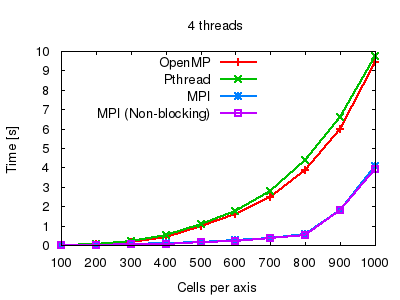 4 threads
Time [s]
10
9
8
7
6
5
4
3
2
1
0
OpenMP
Pthread
MPI
MPI (Non-blocking)
100 200 300 400 500 600 700 800 900 1000
Cells per axis